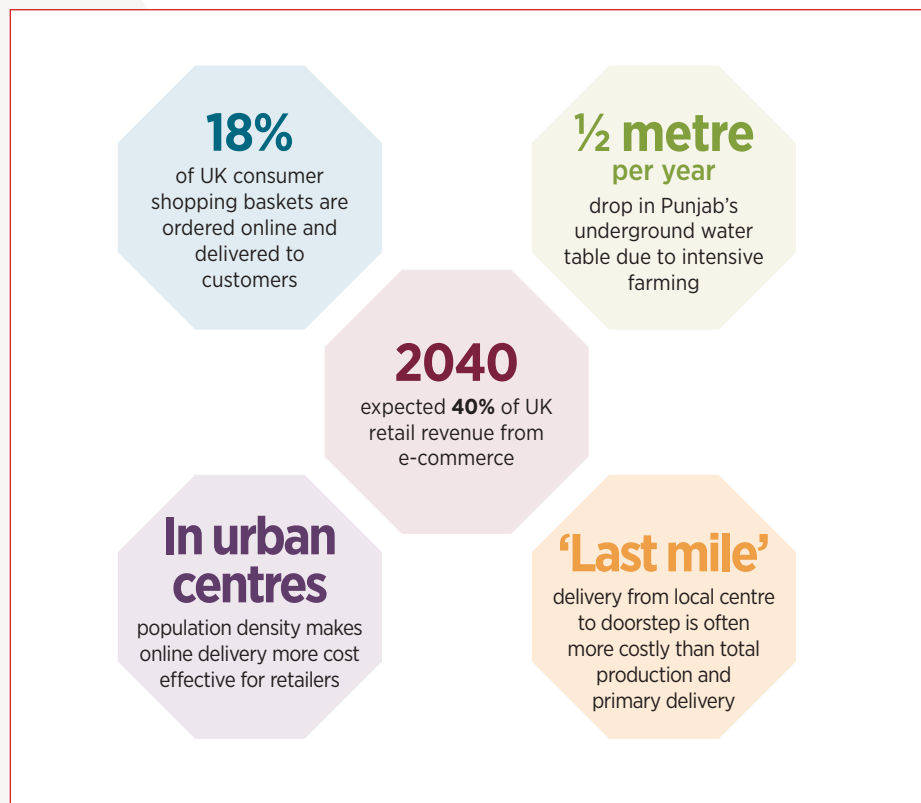 18%
of UK consumer
shopping baskets are
ordered online and
delivered to
customers
½ metre
per year
drop in Punjab’s
underground water
table due to intensive
farming
2040
expected 40% of UK
retail revenue from
e-commerce
In urban
centres
population density makes
online delivery more cost
effective for retailers
‘Last mile’
delivery from local centre
to doorstep is often
more costly than total
production and
primary delivery